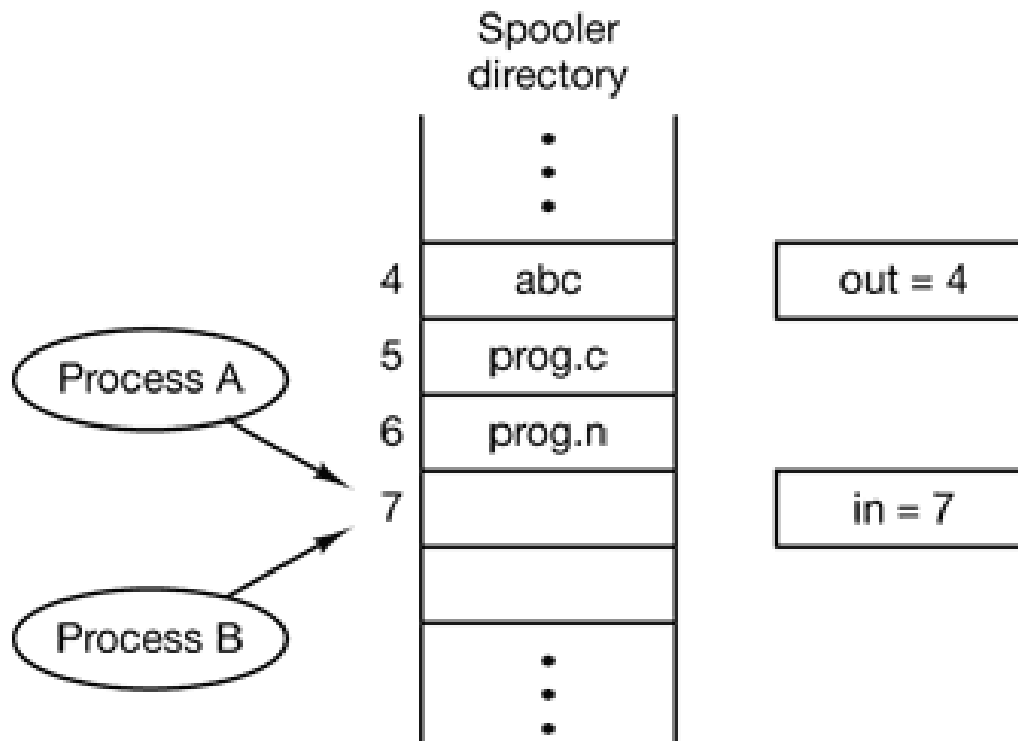 Spooler
directory
4 abc out = 4
5 prog.c
Process A
6 prog.n
7 in = 7
Process B